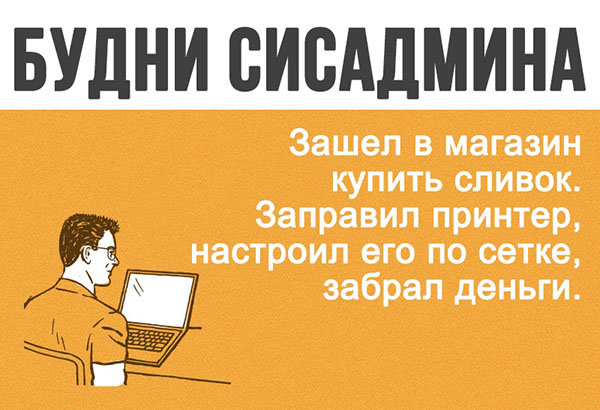 БУДНИ СИСАДМИНА
Зашел в магазин
купить сливок.
Заправил принтер,
настроил его по сетке,
забрал деньги.